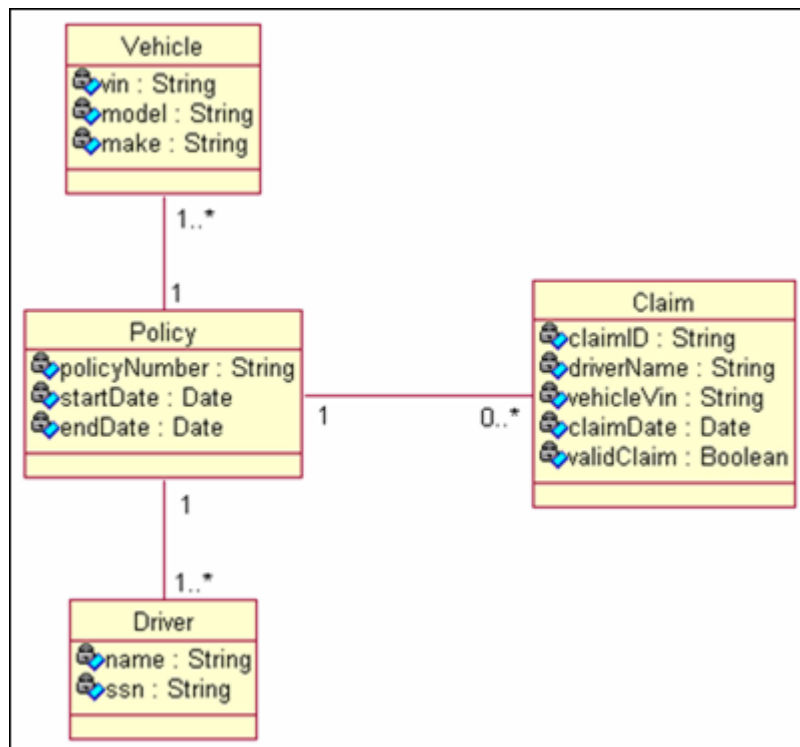 Vehicle
vin : String
model : String
make : String
1..*
1
Policy
policyNumber : String
startDate : Date
endDate : Date
1
0..*
Claim
claimID : String
driverName : String
vehicleVin : String
claimDate : Date
validClaim : Boolean
1
1..*
Driver
name : String
ssn : String